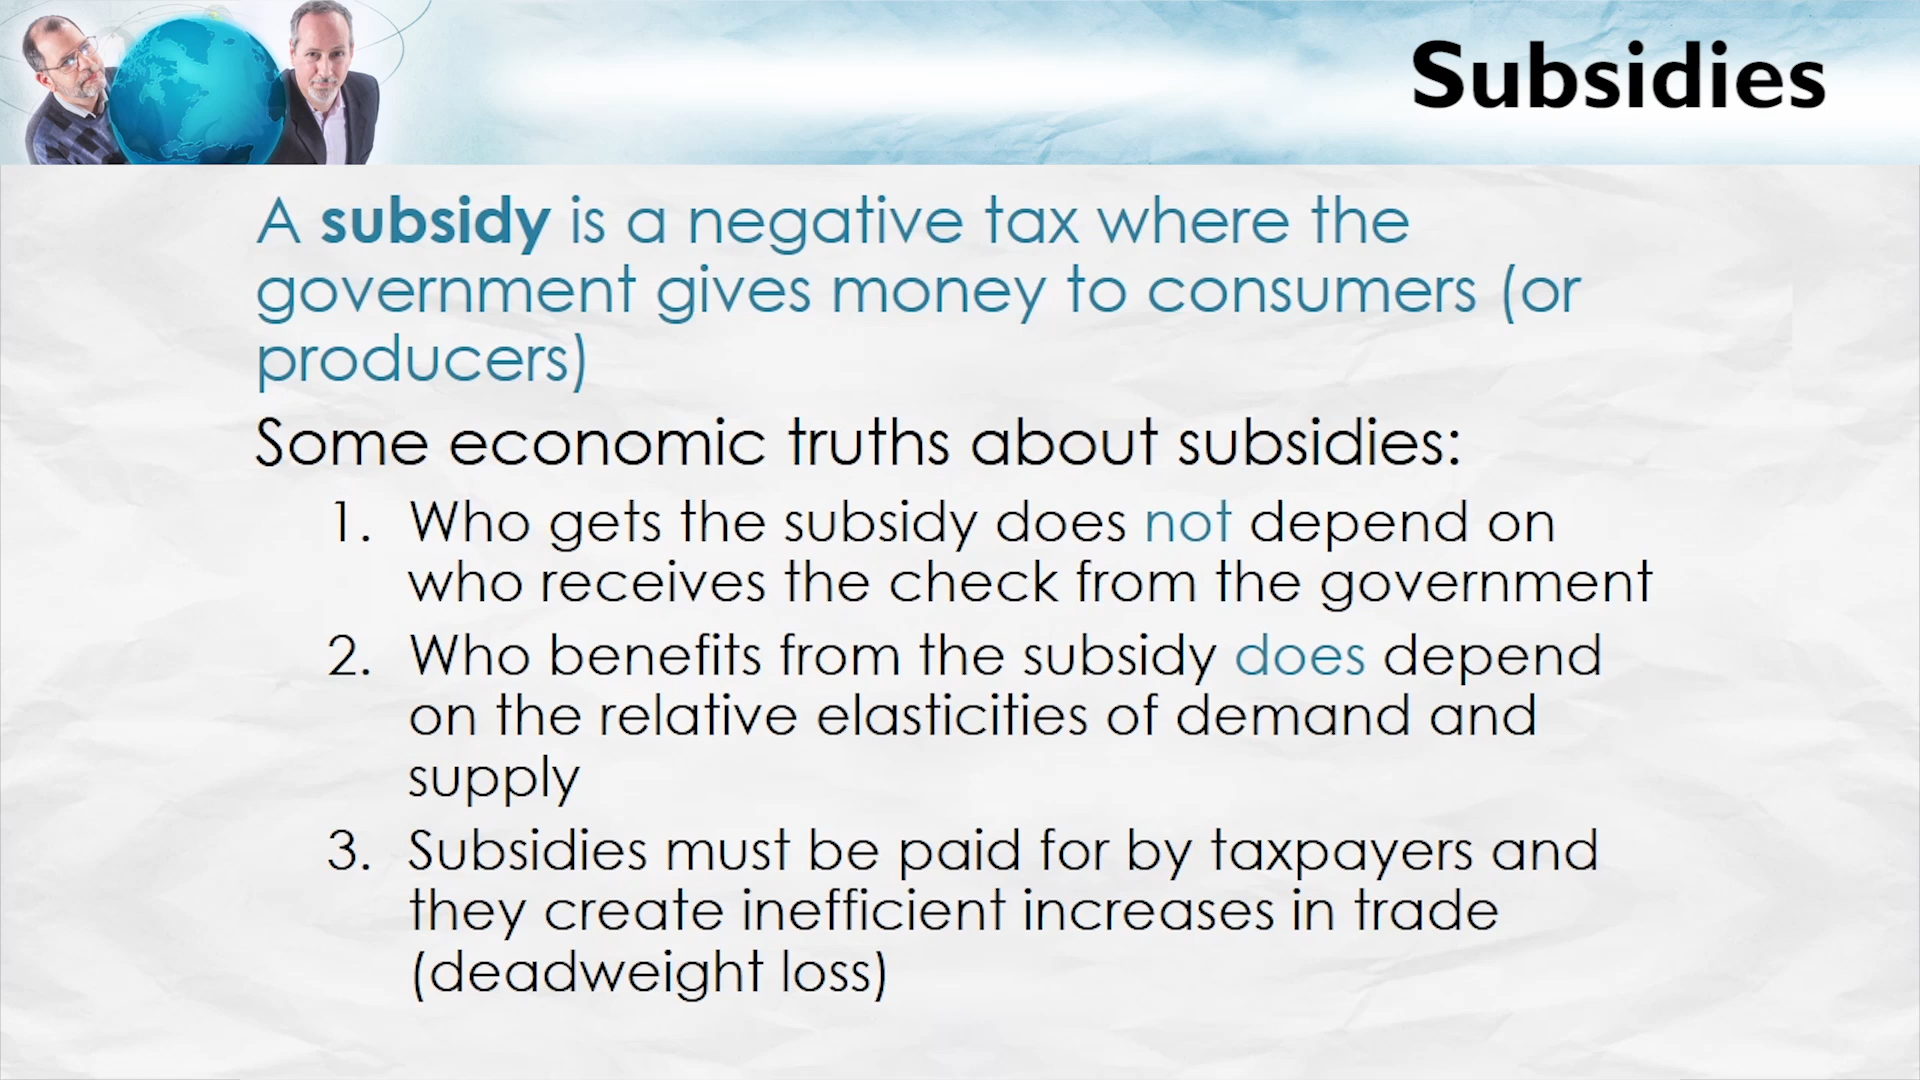 Subsidies
A subsidy is a negative tax where the
government gives money to consumers (or
producers)
Some economic truths about subsidies:
1. Who gets the subsidy does not depend on
who receives the check from the government
2. Who benefits from the subsidy does depend
on the relative elasticities of demand and
supply
3. Subsidies must be paid for by taxpayers and
they create inefficient increases in trade
(deadweight loss)